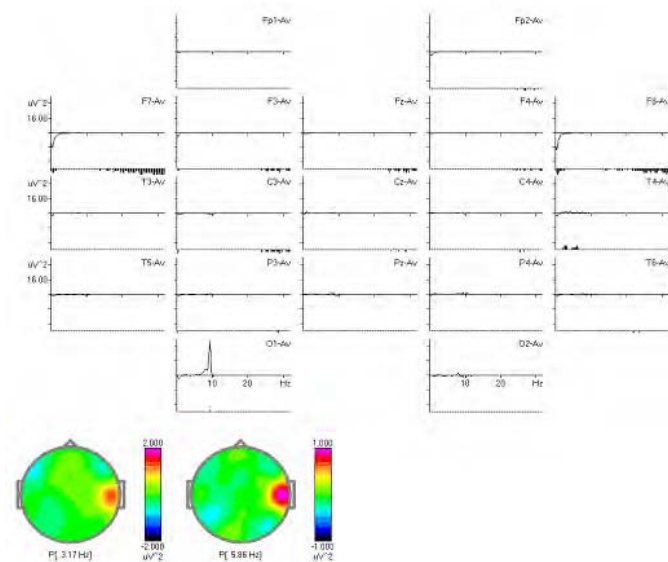 Fp1-Av Fp2-Av
uV^2 F7-Av F3-Av Fz-Av F4-Av F8-Av
16.00
uV^2 T3-Av C3-Av Cz-Av C4-Av T4-Av
16.00
uV^2 T5-Av P3-Av Pz-Av P4-Av T6-Av
16.00
O1-Av O2-Av
10 20 Hz 10 20 Hz
2.000 1.000
-2.000 -1.000
P[ 3.17 Hz] uV^2 P[ 5.86 Hz] uV^2